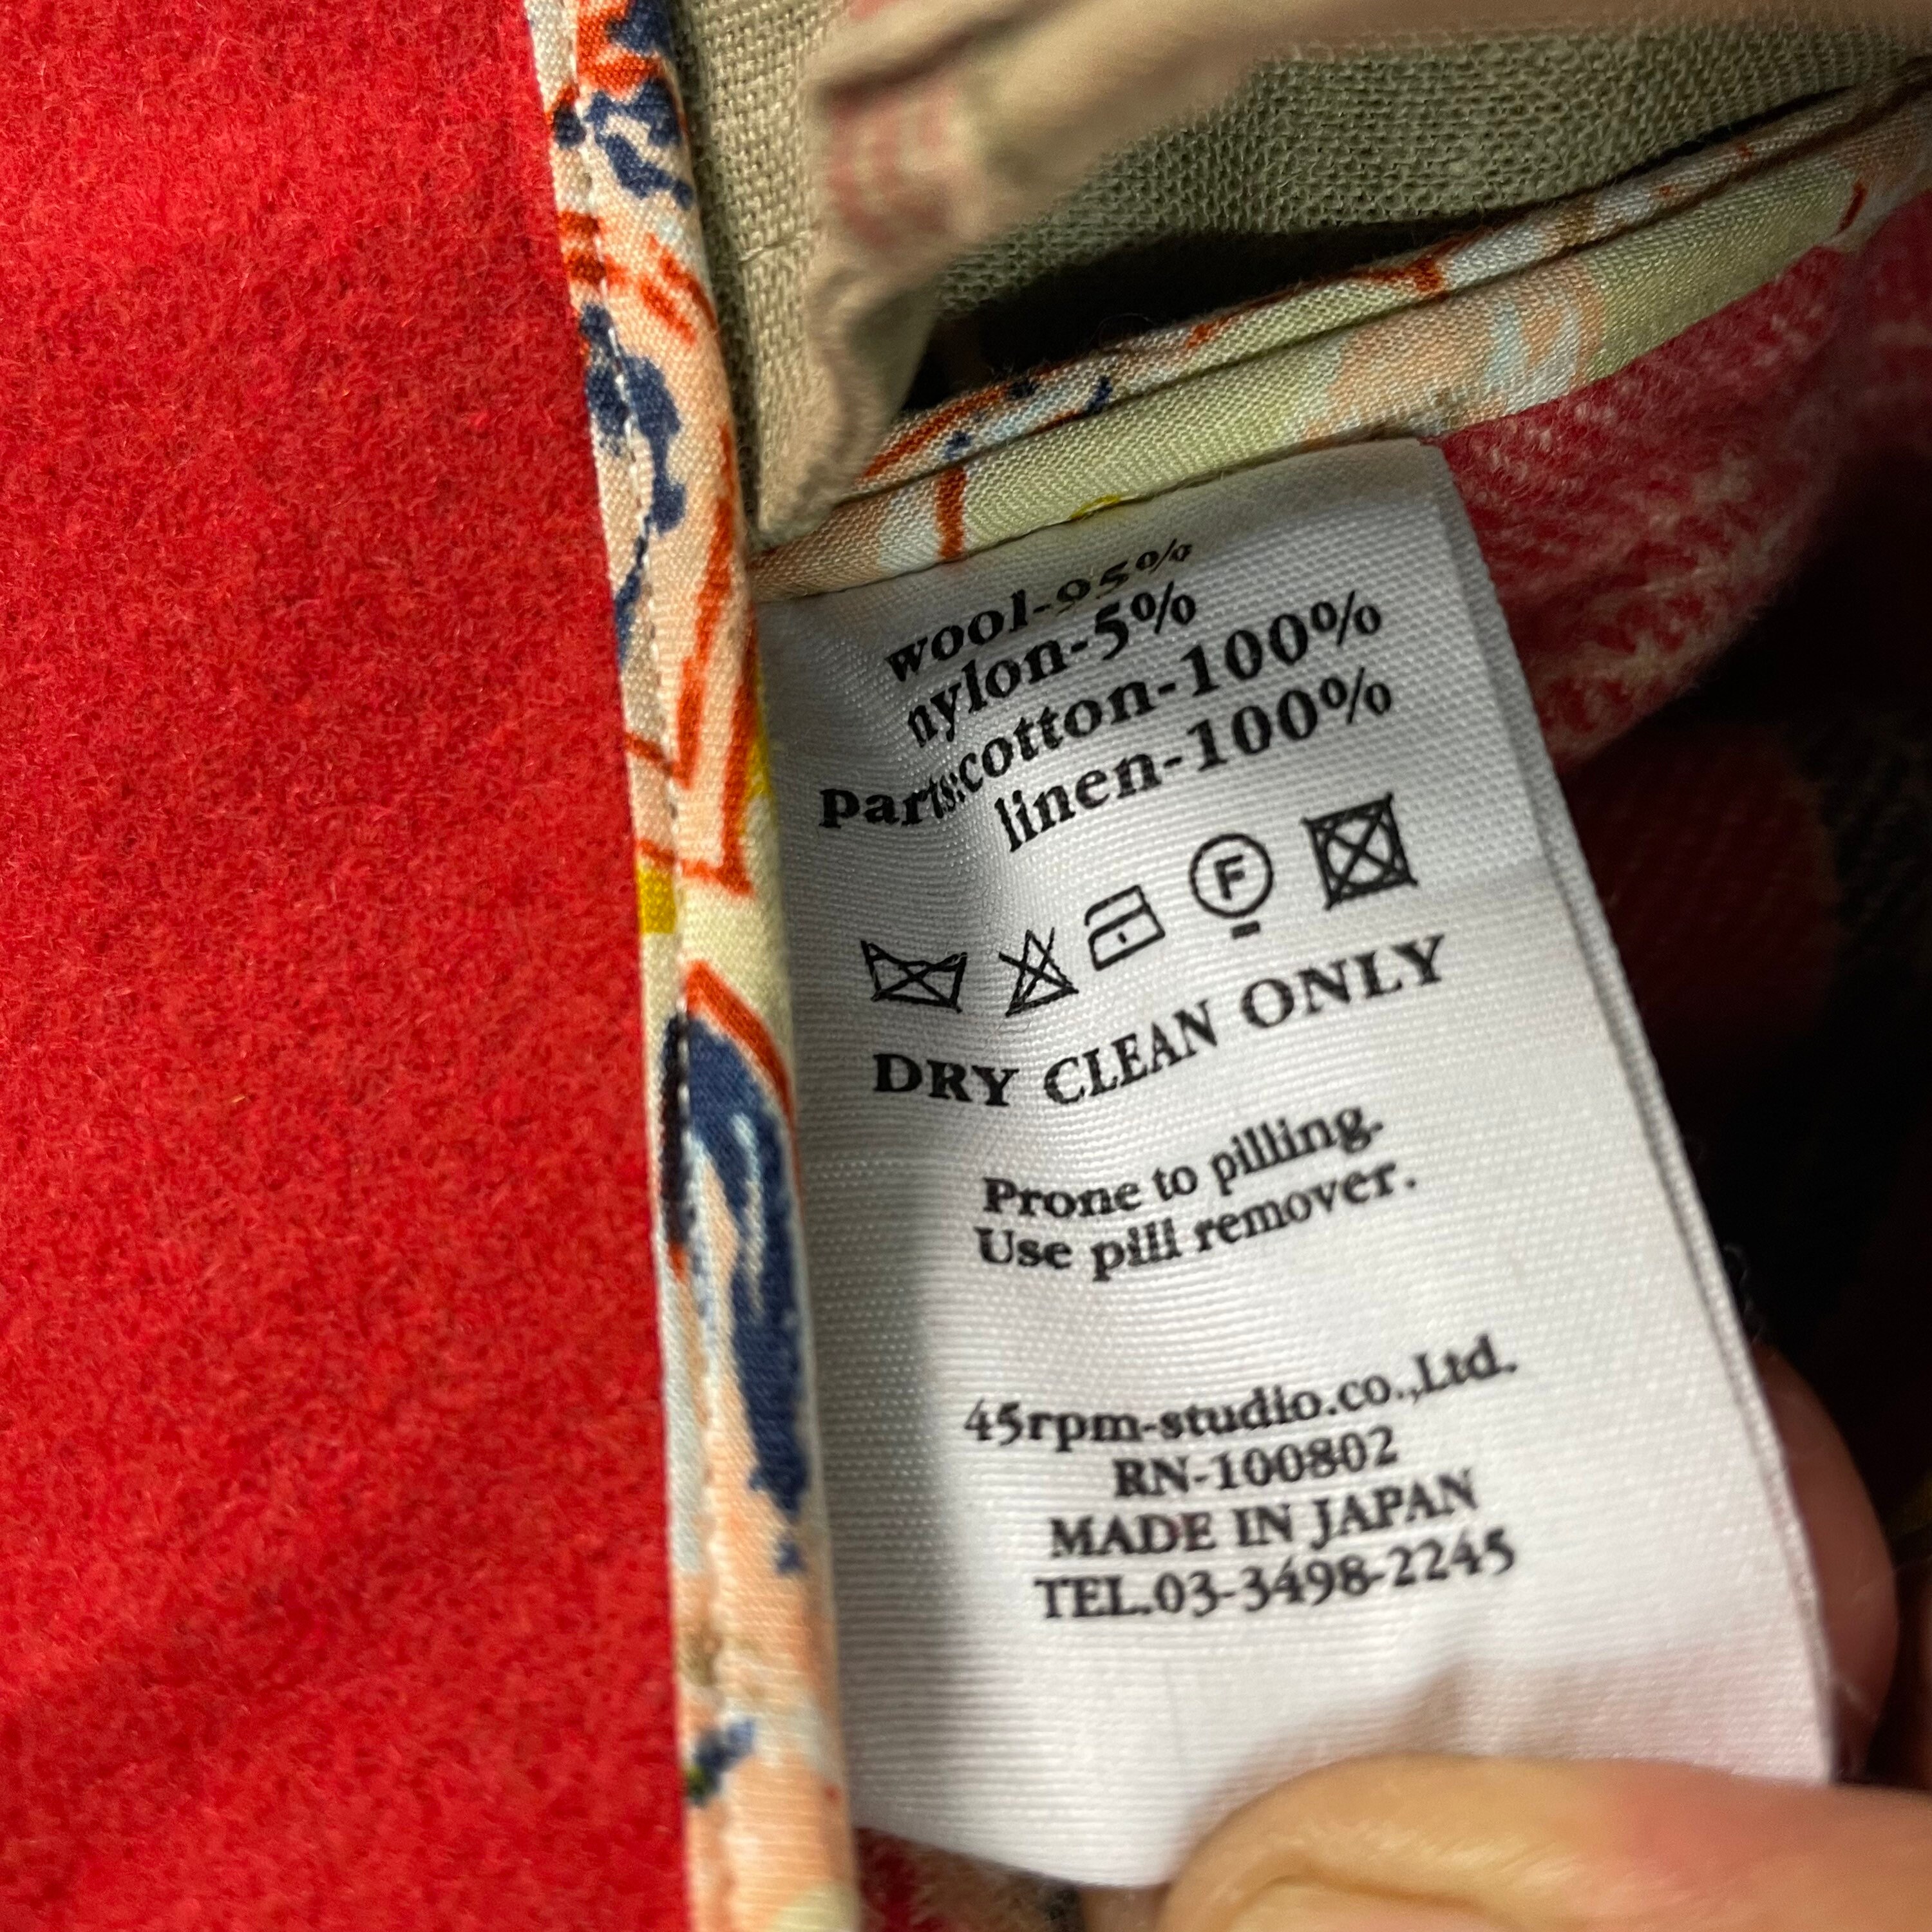 wool-95%
nylon-5%
parts:cotton-100%
linen-100%
F
DRY CLEAN ONLY
Prone to pilling.
Use pill remover.
45rpm-studio.co.,Ltd.
RN-100802
MADE IN JAPAN
TEL.03-3498-2245